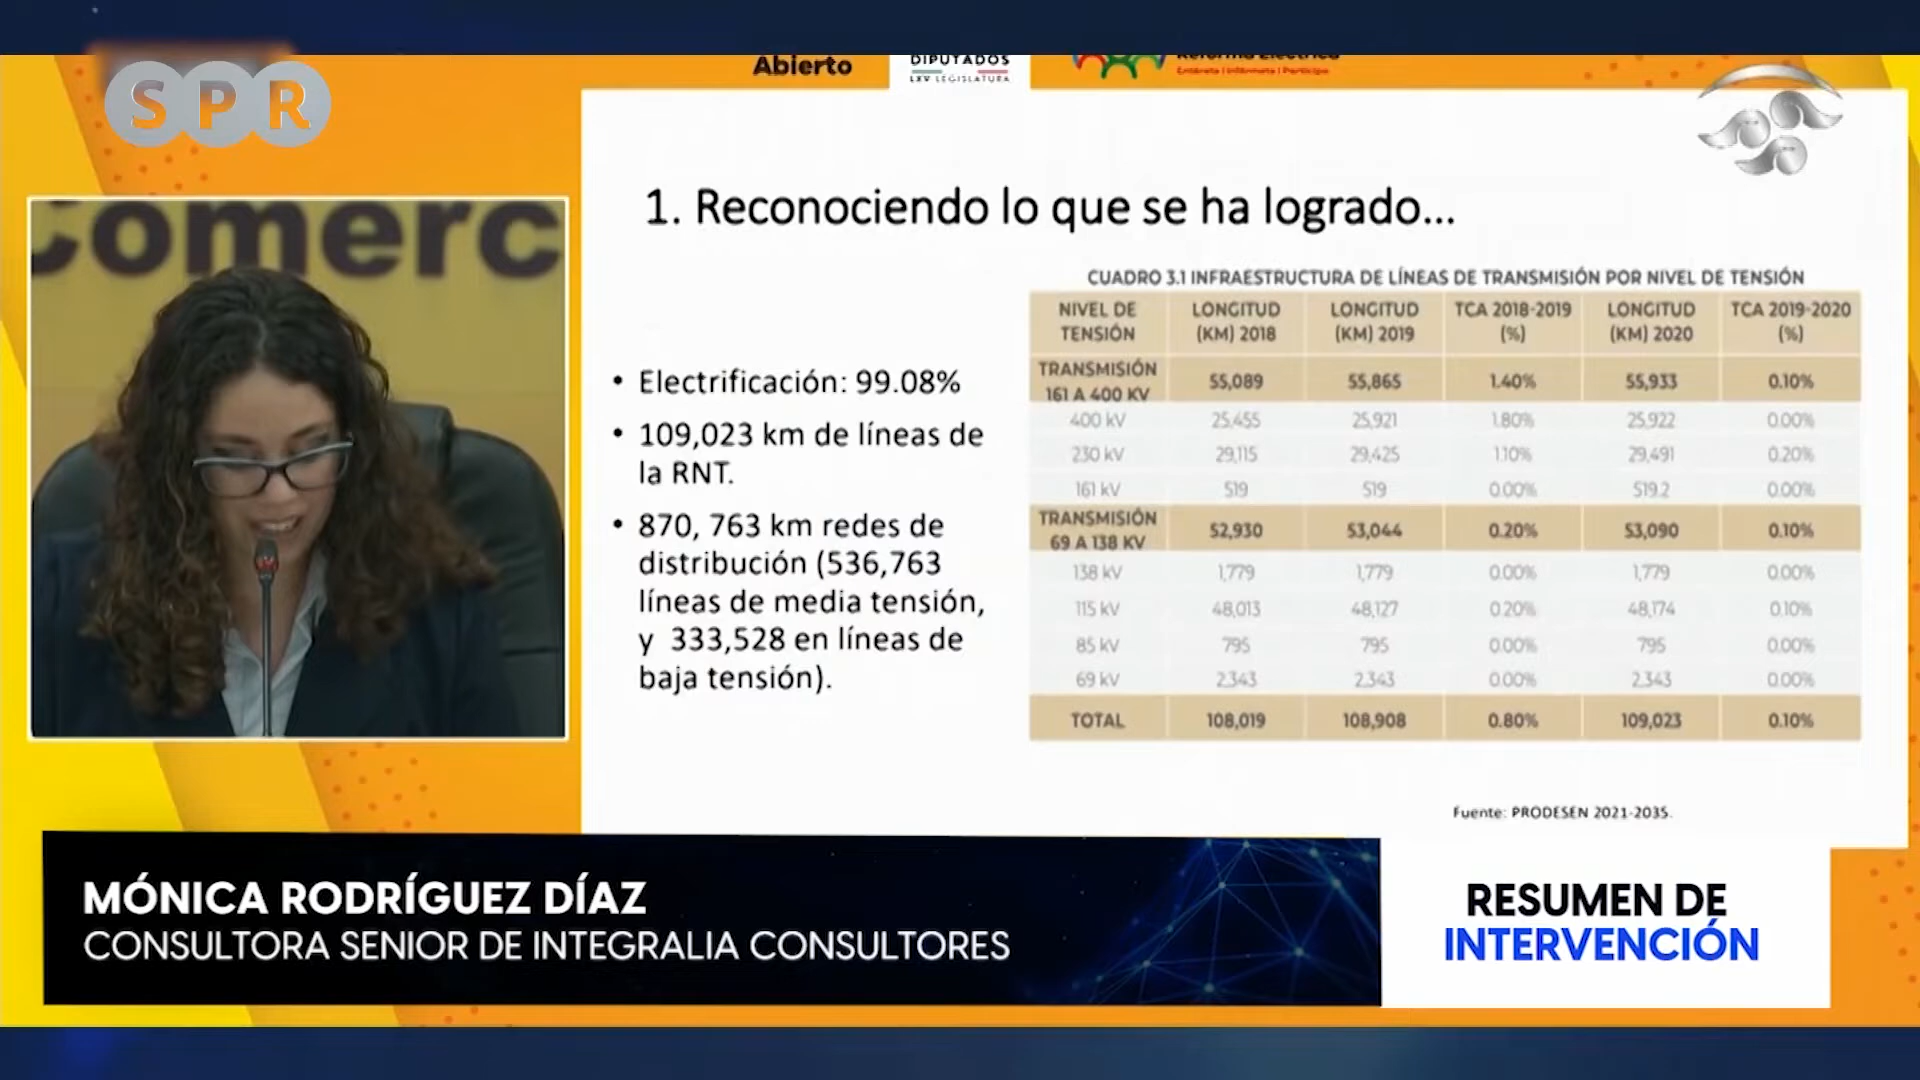 Abierto
DIPUTADOS
LXV LEGISLATURA
Reforma Eléctrica
Entérate | Infórmate | Participa
SPR
Comerc
1. Reconociendo lo que se ha logrado...
• Electrificación: 99.08%
• 109,023 km de líneas de
la RNT.
• 870, 763 km redes de
distribución (536,763
líneas de media tensión,
y 333,528 en líneas de
baja tensión).
CUADRO 3.1 INFRAESTRUCTURA DE LÍNEAS DE TRANSMISIÓN POR NIVEL DE TENSIÓN
NIVEL DE TENSIÓN LONGITUD (KM) 2018 LONGITUD (KM) 2019 TCA 2018-2019 (%) LONGITUD (KM) 2020 TCA 2019-2020 (%)
TRANSMISIÓN 161 A 400 KV 55,089 55,865 1.40% 55,933 0.10%
400 kV 25,455 25,921 1.80% 25,922 0.00%
230 kV 29,115 29,425 1.10% 29,491 0.20%
161 kV 519 519 0.00% 519.2 0.00%
TRANSMISIÓN 69 A 138 KV 52,930 53,044 0.20% 53,090 0.10%
138 kV 1,779 1,779 0.00% 1,779 0.00%
115 kV 48,013 48,127 0.20% 48,174 0.10%
85 kV 795 795 0.00% 795 0.00%
69 kV 2,343 2,343 0.00% 2,343 0.00%
TOTAL 108,019 108,908 0.80% 109,023 0.10%
Fuente: PRODESEN 2021-2035.
MÓNICA RODRÍGUEZ DÍAZ
CONSULTORA SENIOR DE INTEGRALIA CONSULTORES
RESUMEN DE
INTERVENCIÓN